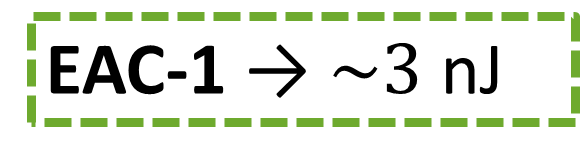 EAC-1 → ~3 nJ